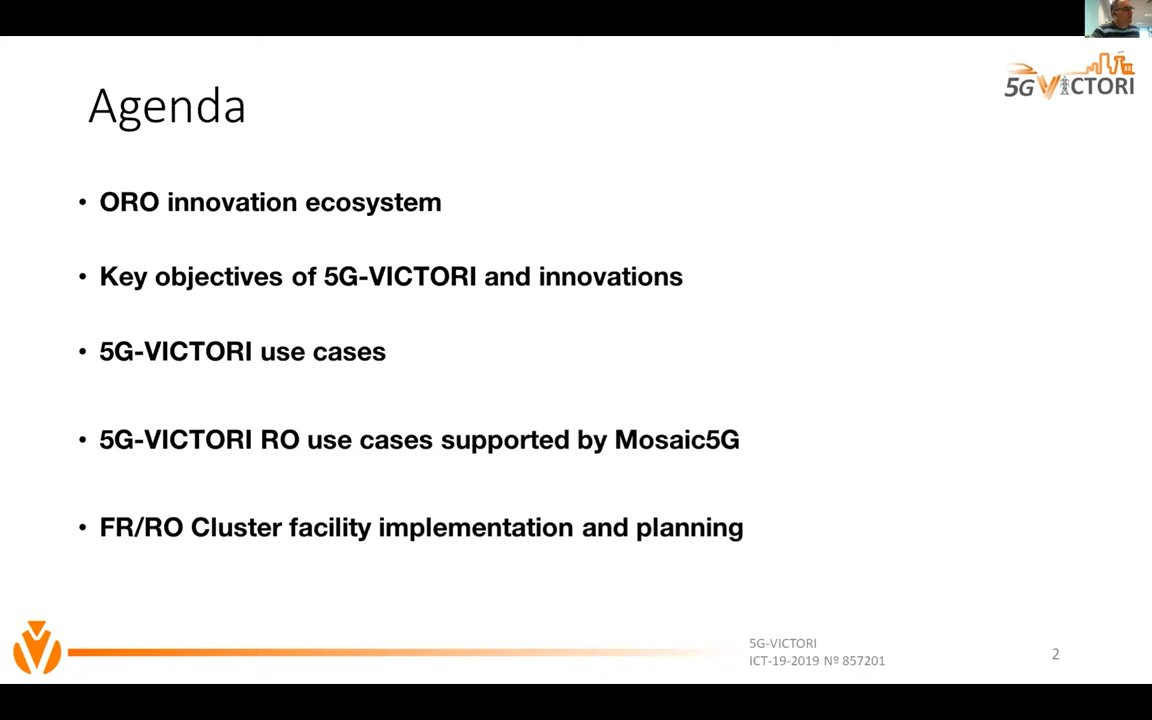 5G VICTORI
Agenda
• ORO innovation ecosystem
• Key objectives of 5G-VICTORI and innovations
• 5G-VICTORI use cases
• 5G-VICTORI RO use cases supported by Mosaic5G
• FR/RO Cluster facility implementation and planning
5G-VICTORI
ICT-19-2019 Nº 857201
2